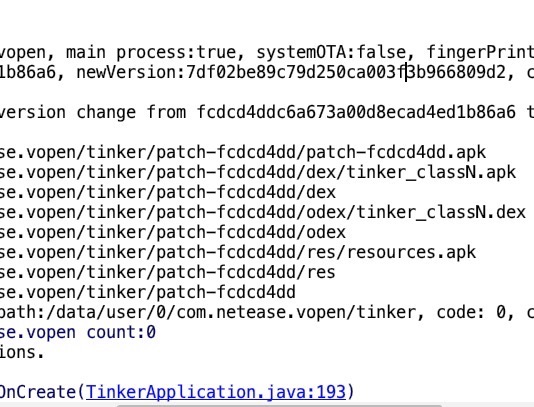 vopen, main process:true, systemOTA:false, fingerPrint
1b86a6, newVersion:7df02be89c79d250ca003f3b966809d2, c
version change from fcdcd4ddc6a673a00d8ecad4ed1b86a6 t
se.vopen/tinker/patch-fcdcd4dd/patch-fcdcd4dd.apk
se.vopen/tinker/patch-fcdcd4dd/dex/tinker_classN.apk
se.vopen/tinker/patch-fcdcd4dd/dex
se.vopen/tinker/patch-fcdcd4dd/odex/tinker_classN.dex
se.vopen/tinker/patch-fcdcd4dd/odex
se.vopen/tinker/patch-fcdcd4dd/res/resources.apk
se.vopen/tinker/patch-fcdcd4dd/res
se.vopen/tinker/patch-fcdcd4dd
path:/data/user/0/com.netease.vopen/tinker, code: 0, c
se.vopen count:0
ions.
OnCreate(TinkerApplication.java:193)